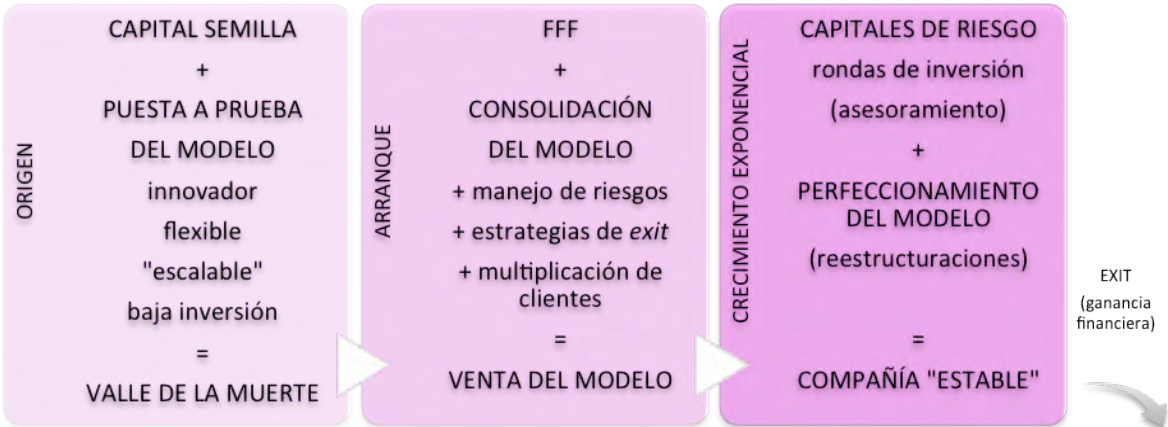 ORIGEN
CAPITAL SEMILLA
+
PUESTA A PRUEBA
DEL MODELO
innovador
flexible
"escalable"
baja inversión
=
VALLE DE LA MUERTE
ARRANQUE
FFF
+
CONSOLIDACIÓN
DEL MODELO
+ manejo de riesgos
+ estrategias de exit
+ multiplicación de
clientes
=
VENTA DEL MODELO
CRECIMIENTO EXPONENCIAL
CAPITALES DE RIESGO
rondas de inversión
(asesoramiento)
+
PERFECCIONAMIENTO
DEL MODELO
(reestructuraciones)
=
COMPAÑÍA "ESTABLE"
EXIT
(ganancia
financiera)